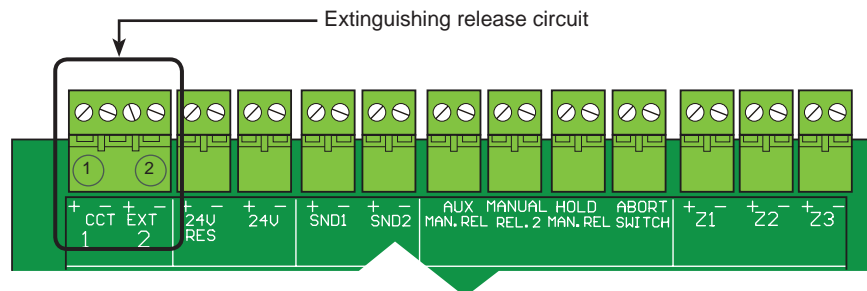 Extinguishing release circuit
1 2
+ − + − + − + − + − + − + − + − + −
CCT EXT 24V RES 24V SND1 SND2 AUX MAN.REL MANUAL REL.2 HOLD MAN.REL ABORT SWITCH Z1 Z2 Z3
1 2